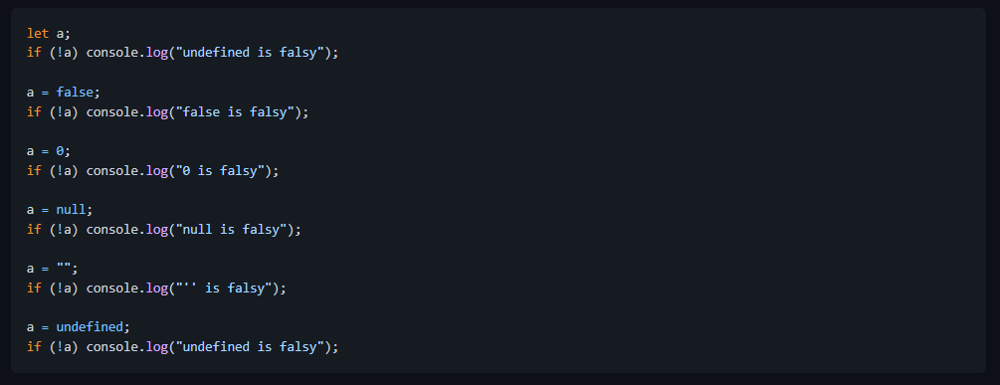 let a;
if (!a) console.log("undefined is falsy");
a = false;
if (!a) console.log("false is falsy");
a = 0;
if (!a) console.log("0 is falsy");
a = null;
if (!a) console.log("null is falsy");
a = "";
if (!a) console.log("'' is falsy");
a = undefined;
if (!a) console.log("undefined is falsy");